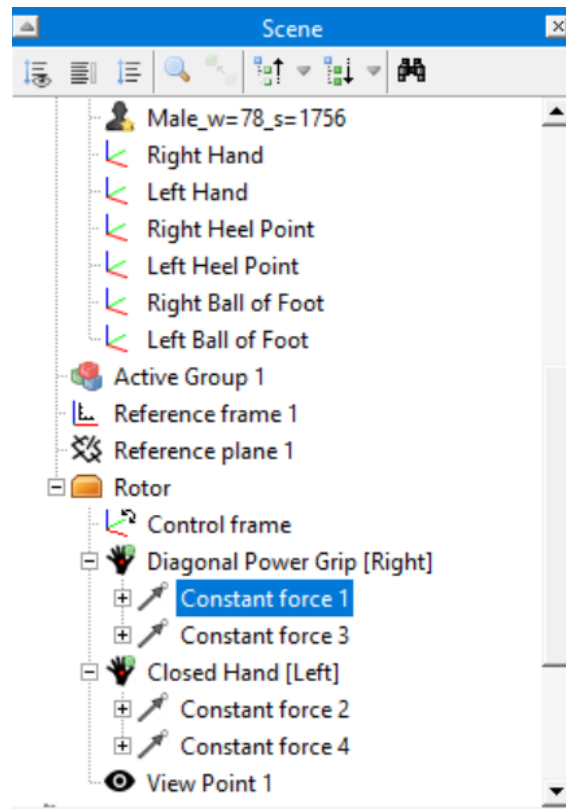 Scene
Male_w=78_s=1756
Right Hand
Left Hand
Right Heel Point
Left Heel Point
Right Ball of Foot
Left Ball of Foot
Active Group 1
Reference frame 1
Reference plane 1
Rotor
Control frame
Diagonal Power Grip [Right]
Constant force 1
Constant force 3
Closed Hand [Left]
Constant force 2
Constant force 4
View Point 1